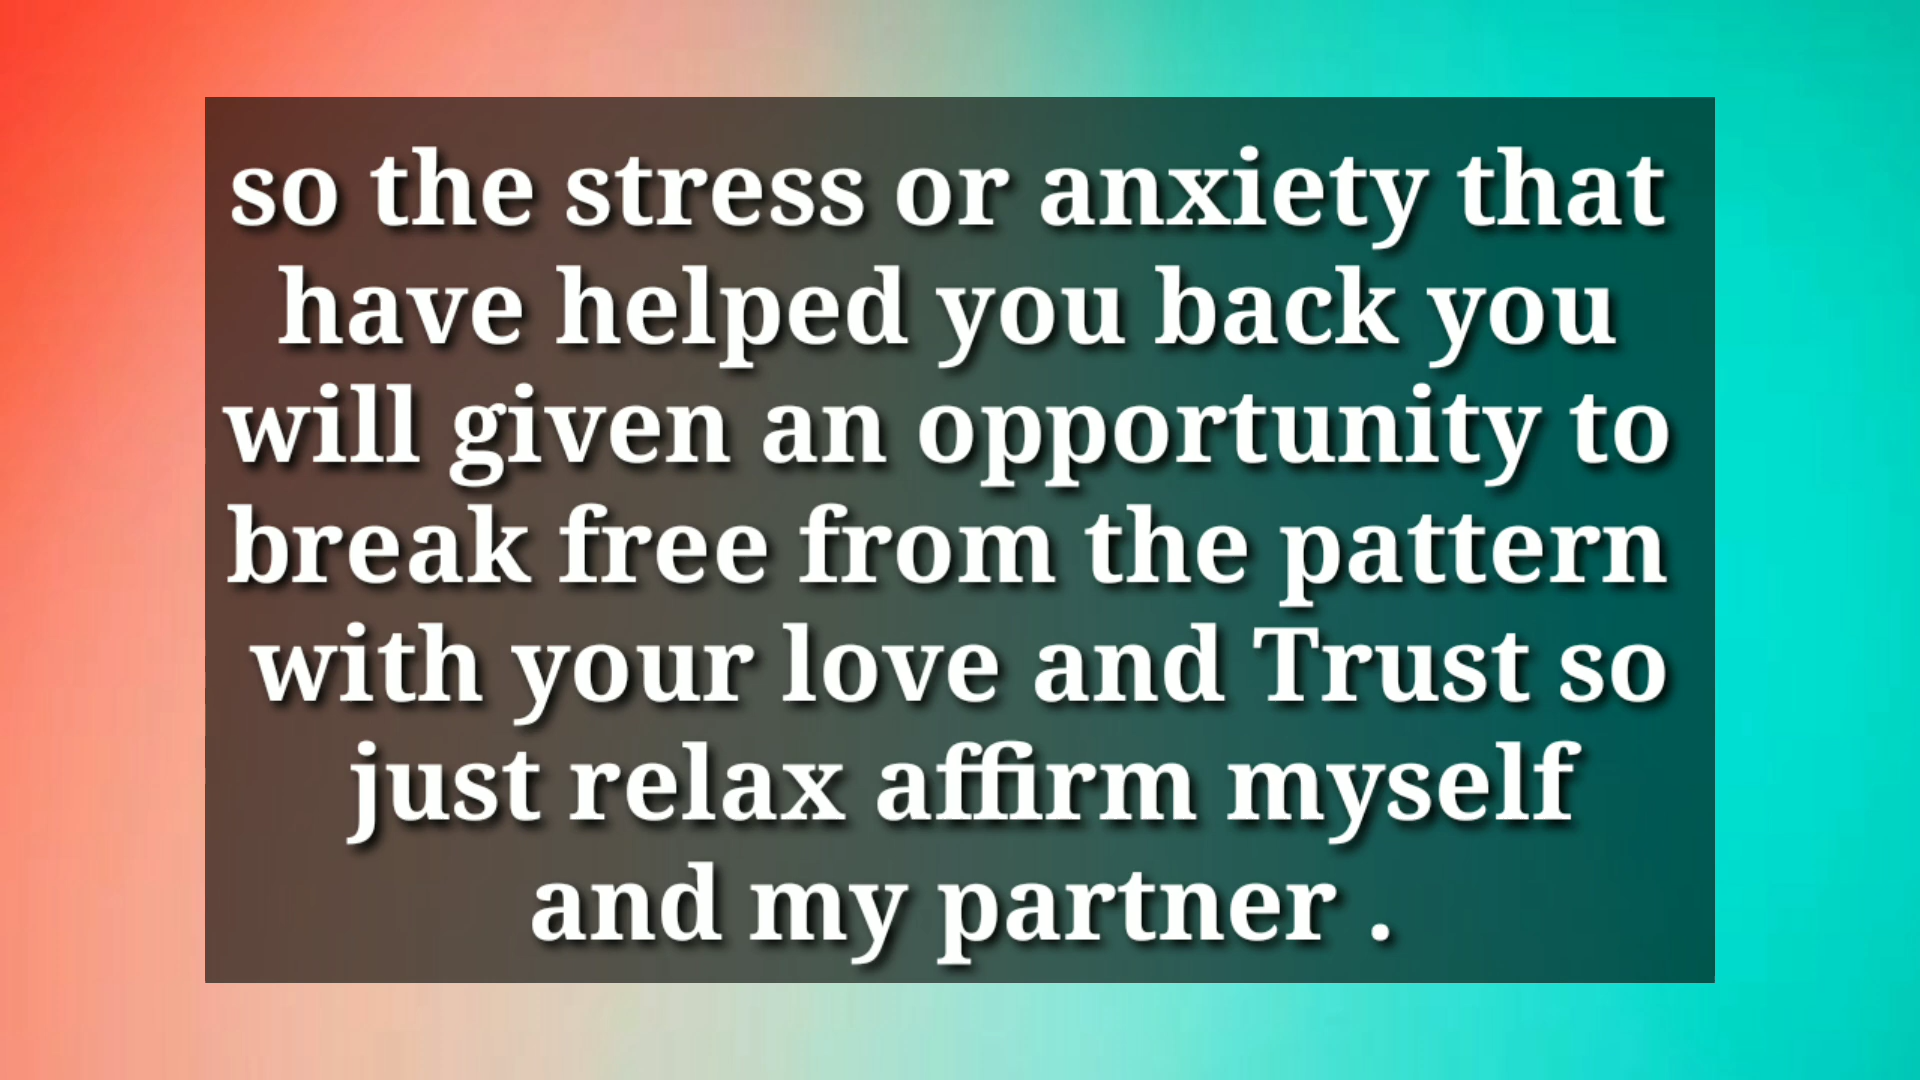 so the stress or anxiety that
have helped you back you
will given an opportunity to
break free from the pattern
with your love and Trust so
just relax affirm myself
and my partner .